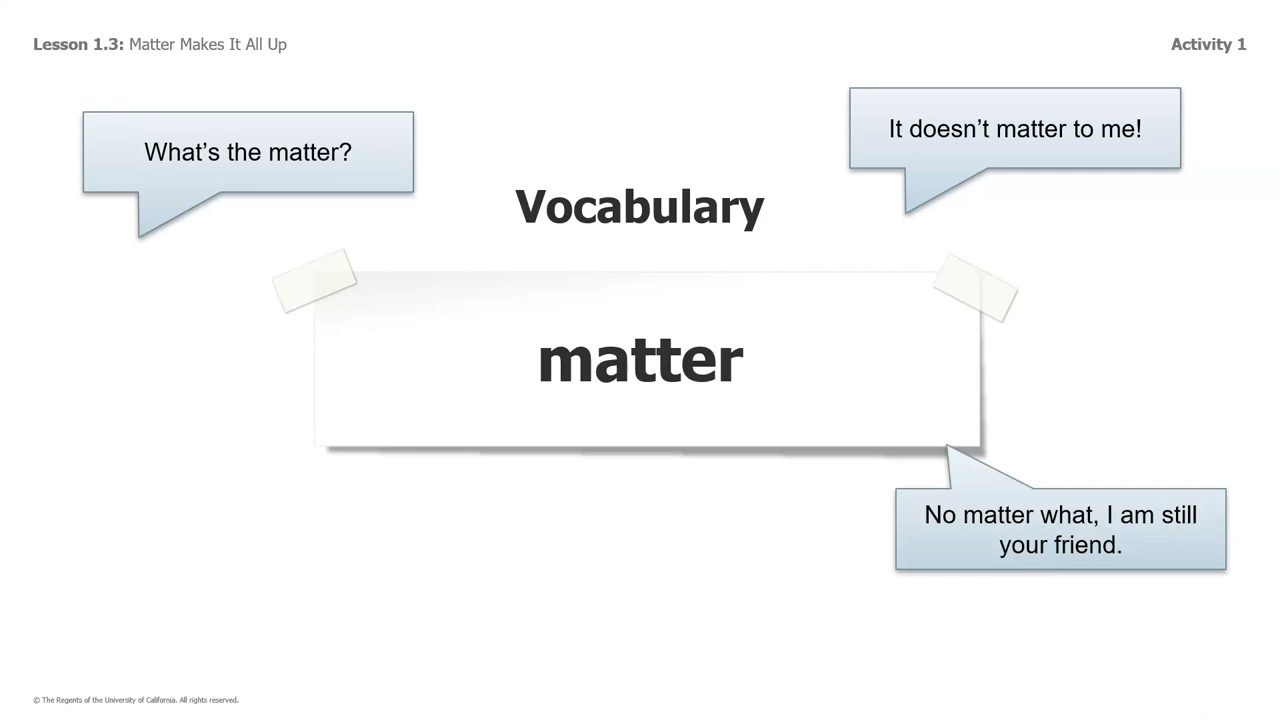 Lesson 1.3: Matter Makes It All Up
Activity 1
What's the matter?
It doesn't matter to me!
Vocabulary
matter
No matter what, I am still
your friend.
© The Regents of the University of California. All rights reserved.